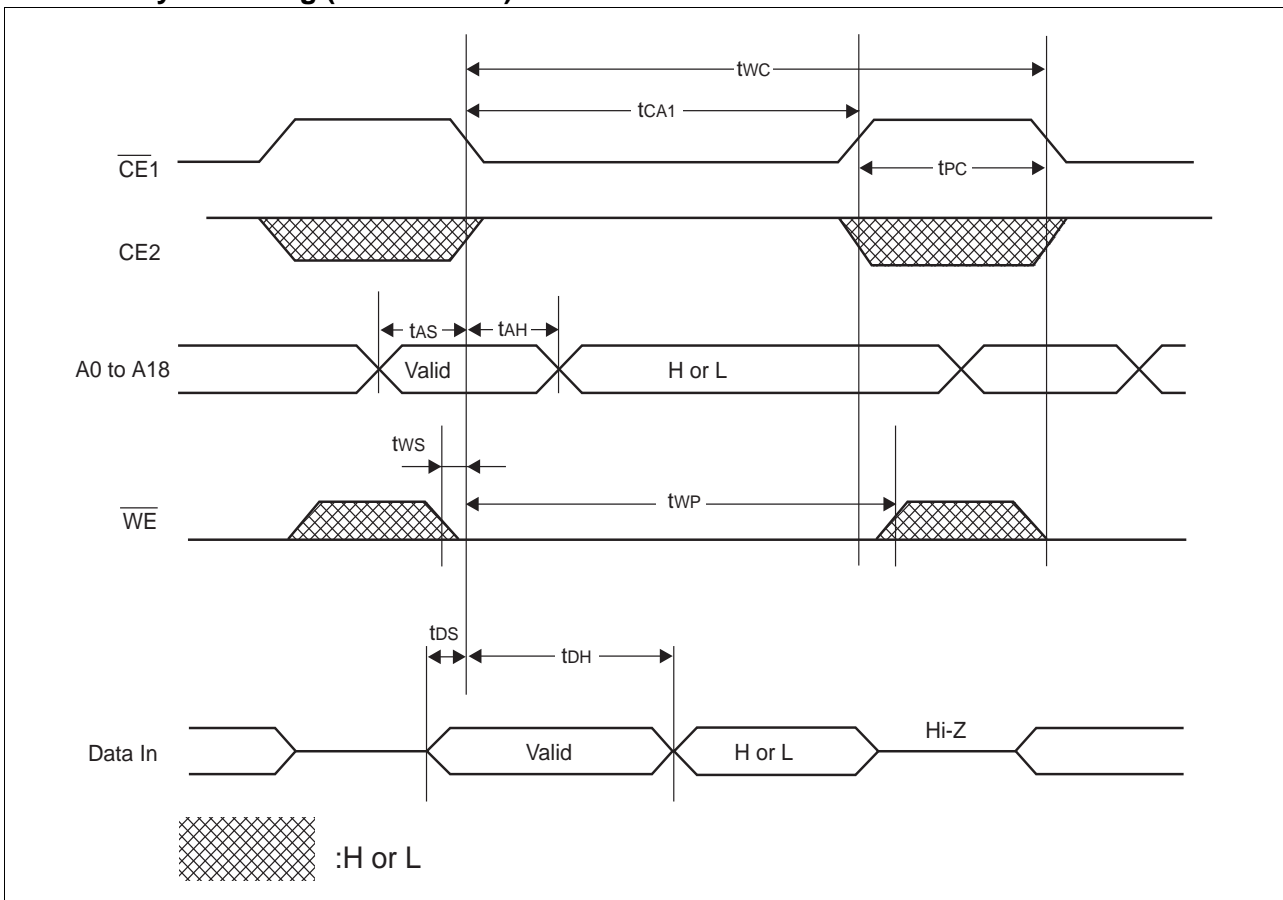 tWC
tCA1
CE1
tPC
CE2
tAS
tAH
A0 to A18
Valid
H or L
tWS
tWP
WE
tDS
tDH
Hi-Z
Data In
Valid
H or L
:H or L